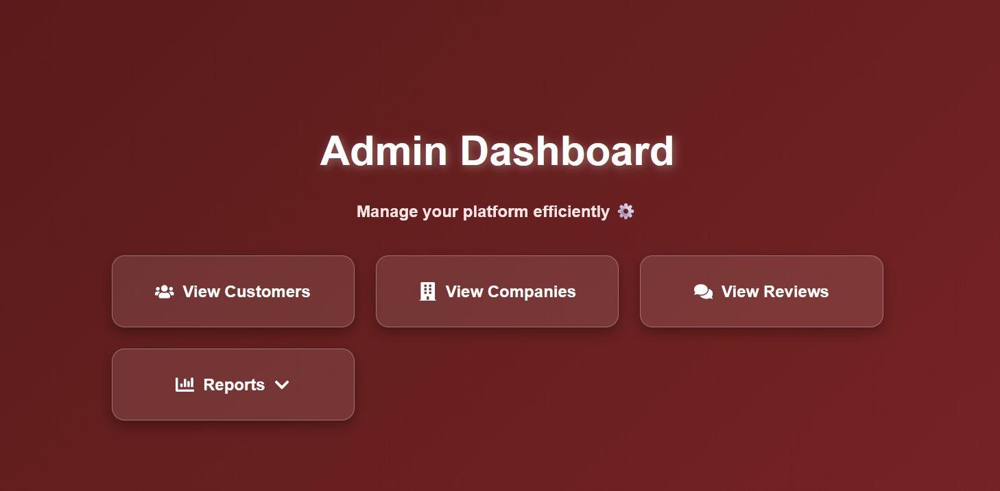 Admin Dashboard
Manage your platform efficiently
View Customers
View Companies
View Reviews
Reports